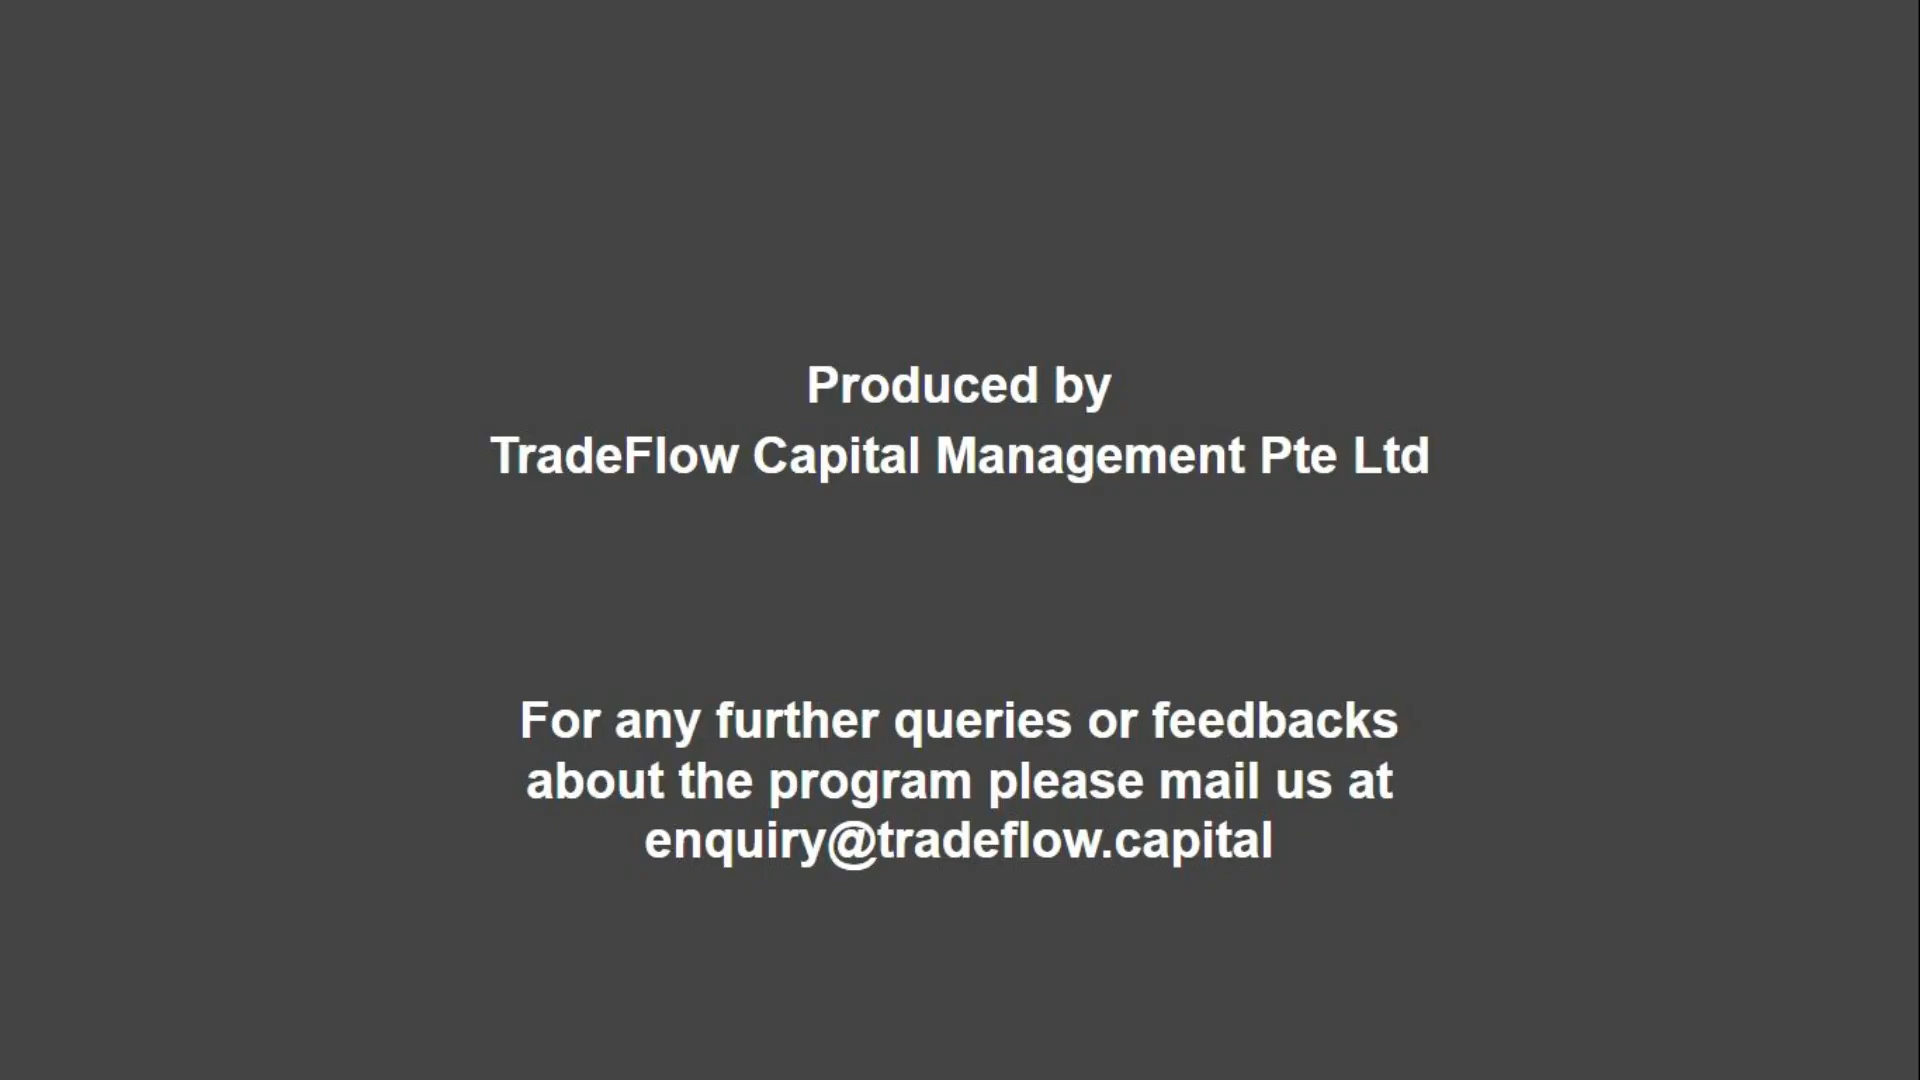 Produced by
TradeFlow Capital Management Pte Ltd
For any further queries or feedbacks
about the program please mail us at
enquiry@tradeflow.capital